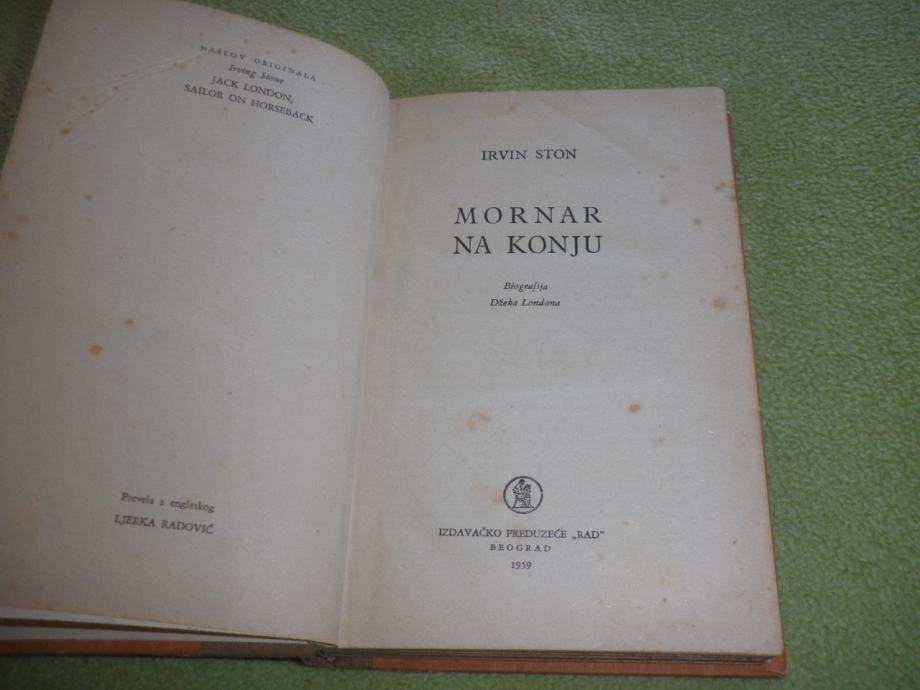 NASLOV ORIGINALA
Irving Stone
JACK LONDON,
SAILOR ON HORSEBACK
Prevela s engleskog
LJERKA RADOVIĆ
IRVIN STON
MORNAR
NA KONJU
Biografija
Džeka Londona
IZDAVAČKO PREDUZEĆE „RAD"
BEOGRAD
1959